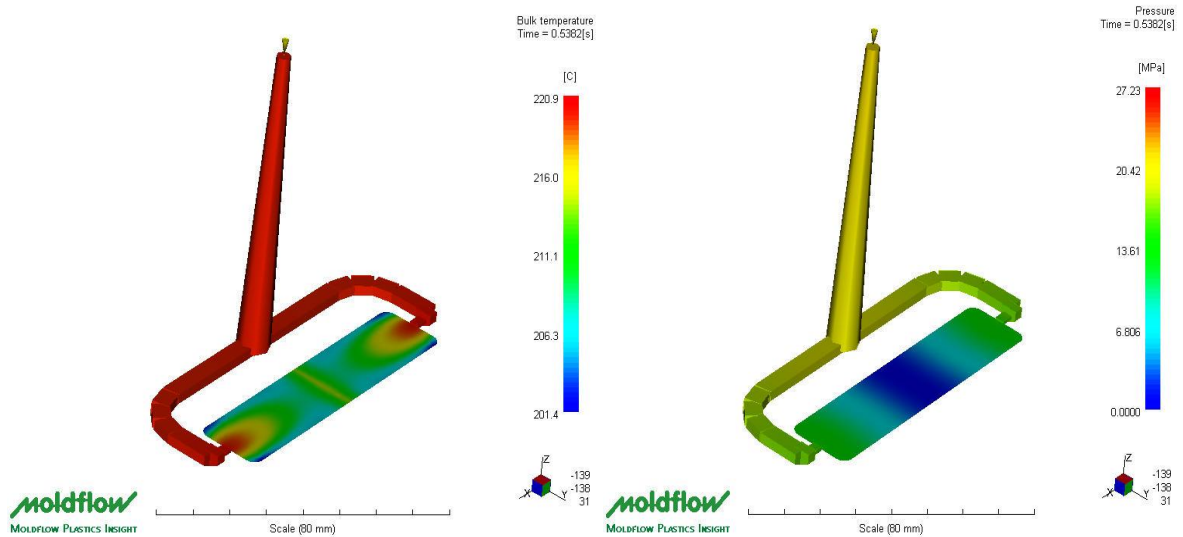 Bulk temperature
Time = 0.5382[s]
[C]
220.9
216.0
211.1
206.3
201.4
Z
X
Y
-139
-138
31
moldflow
MOLDFLOW PLASTICS INSIGHT
Scale (80 mm)
Pressure
Time = 0.5382[s]
[MPa]
27.23
20.42
13.61
6.806
0.0000
Z
X
Y
-139
-138
31
moldflow
MOLDFLOW PLASTICS INSIGHT
Scale (80 mm)